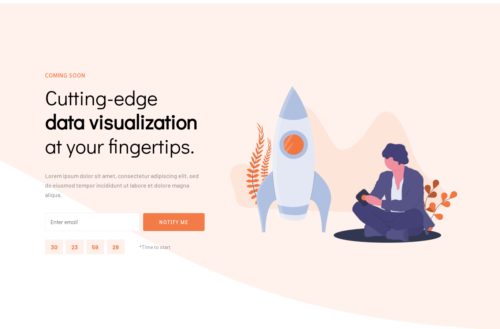 COMING SOON
Cutting-edge
data visualization
at your fingertips.
Lorem ipsum dolor sit amet, consectetur adipiscing elit, sed
do eiusmod tempor incididunt ut labore et dolore magna
aliqua.
Enter email NOTIFY ME
30 23 59 28 *Time to start